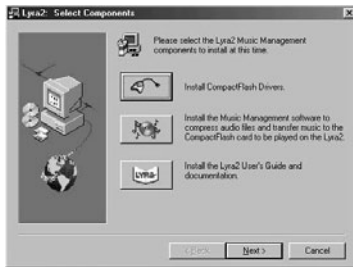 Lyra2: Select Components
Please select the Lyra2 Music Management
components to install at this time.
Install CompactFlash Drivers.
Install the Music Management software to
compress audio files and transfer music to the
CompactFlash card to be played on the Lyra2.
LYRA
Install the Lyra2 User's Guide and
documentation.
< Back
Next >
Cancel